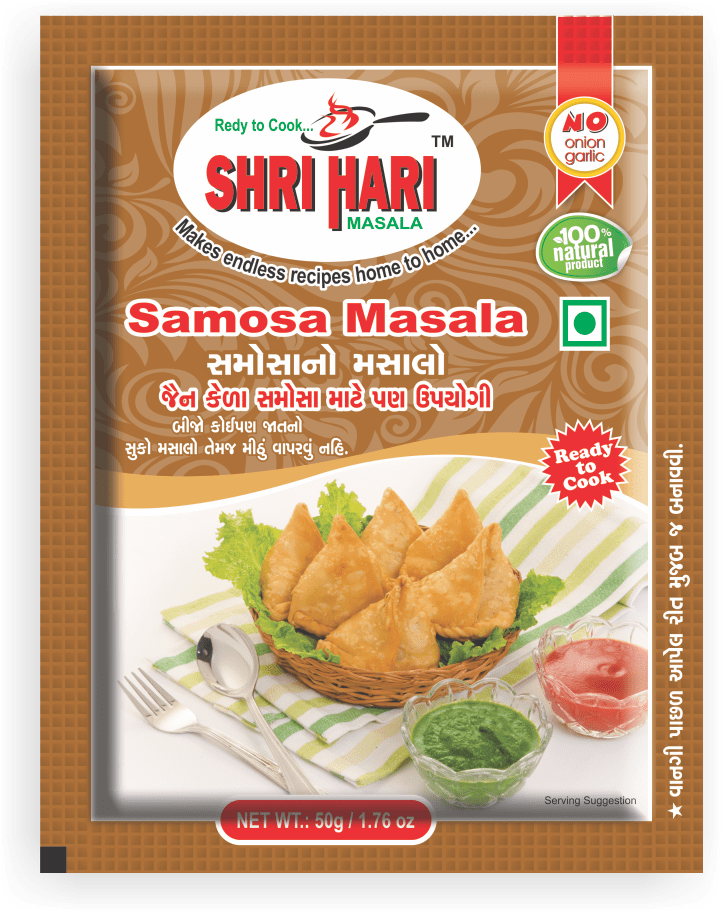 Redy to Cook...
SHRI HARI
TM
MASALA
Makes endless recipes home to home...
NO
onion
garlic
100%
natural
product
Samosa Masala
સમોસાનો મસાલો
જૈન કેળા સમોસા માટે પણ ઉપયોગી
બીજો કોઈપણ જાતનો
સુકો મસાલો તેમજ મીઠું વાપરવું નહિ.
Ready
to
Cook
★ વાનગી પાછળ આપેલ રીત મુજબ જ બનાવવી.
Serving Suggestion
NET WT.: 50g / 1.76 oz